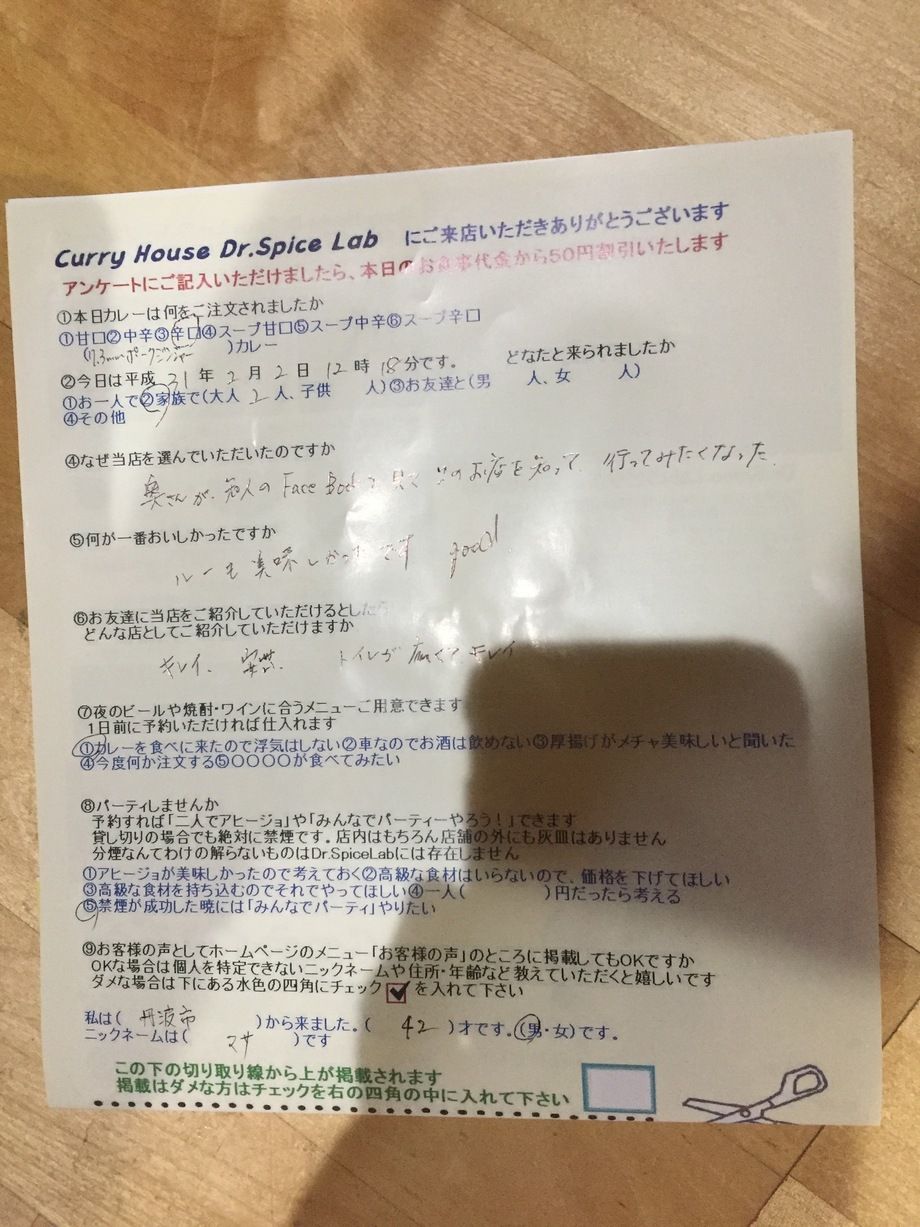 Curry House Dr.Spice Lab にご来店いただきありがとうございます
アンケートにご記入いただけましたら、本日のお食事代金から50円割引いたします
①本日カレーは何をご注文されましたか
①甘口②中辛③辛口④スープ甘口⑤スープ中辛⑥スープ辛口
(7.3mmポークジンジャー )カレー
②今日は平成 31 年 2 月 2 日 12 時 18 分です。 どなたと来られましたか
①お一人で②家族で(大人 2 人、子供 人)③お友達と(男 人、女 人)
④その他
④なぜ当店を選んでいただいたのですか
奥さんが、知人の Face Bookを見て のお店を知って、行ってみたくなった。
⑤何が一番おいしかったですか
ルーも美味しかったです good!
⑥お友達に当店をご紹介していただけるとしたら
どんな店としてご紹介していただけますか
キレイ、禁煙、 トイレが広くてキレイ
⑦夜のビールや焼酎・ワインに合うメニューご用意できます
1日前に予約いただければ仕入れます
①カレーを食べに来たので浮気はしない②車なのでお酒は飲めない③厚揚げがメチャ美味しいと聞いた
④今度何か注文する⑤〇〇〇〇が食べてみたい
⑧パーティしませんか
予約すれば「二人でアヒージョ」や「みんなでパーティーやろう!」できます
貸し切りの場合でも絶対に禁煙です。店内はもちろん店舗の外にも灰皿はありません
分煙なんてわけの解らないものはDr.SpiceLabには存在しません
①アヒージョが美味しかったので考えておく②高級な食材はいらないので、価格を下げてほしい
③高級な食材を持ち込むのでそれでやってほしい④一人( )円だったら考える
⑤禁煙が成功した暁には「みんなでパーティ」やりたい
⑨お客様の声としてホームページのメニュー「お客様の声」のところに掲載してもOKですか
OKな場合は個人を特定できないニックネームや住所・年齢など教えていただくと嬉しいです
ダメな場合は下にある水色の四角にチェック を入れて下さい
私は( 丹波市 )から来ました。( 42 )才です。(男・女)です。
ニックネームは( マサ )です
この下の切り取り線から上が掲載されます
掲載はダメな方はチェックを右の四角の中に入れて下さい